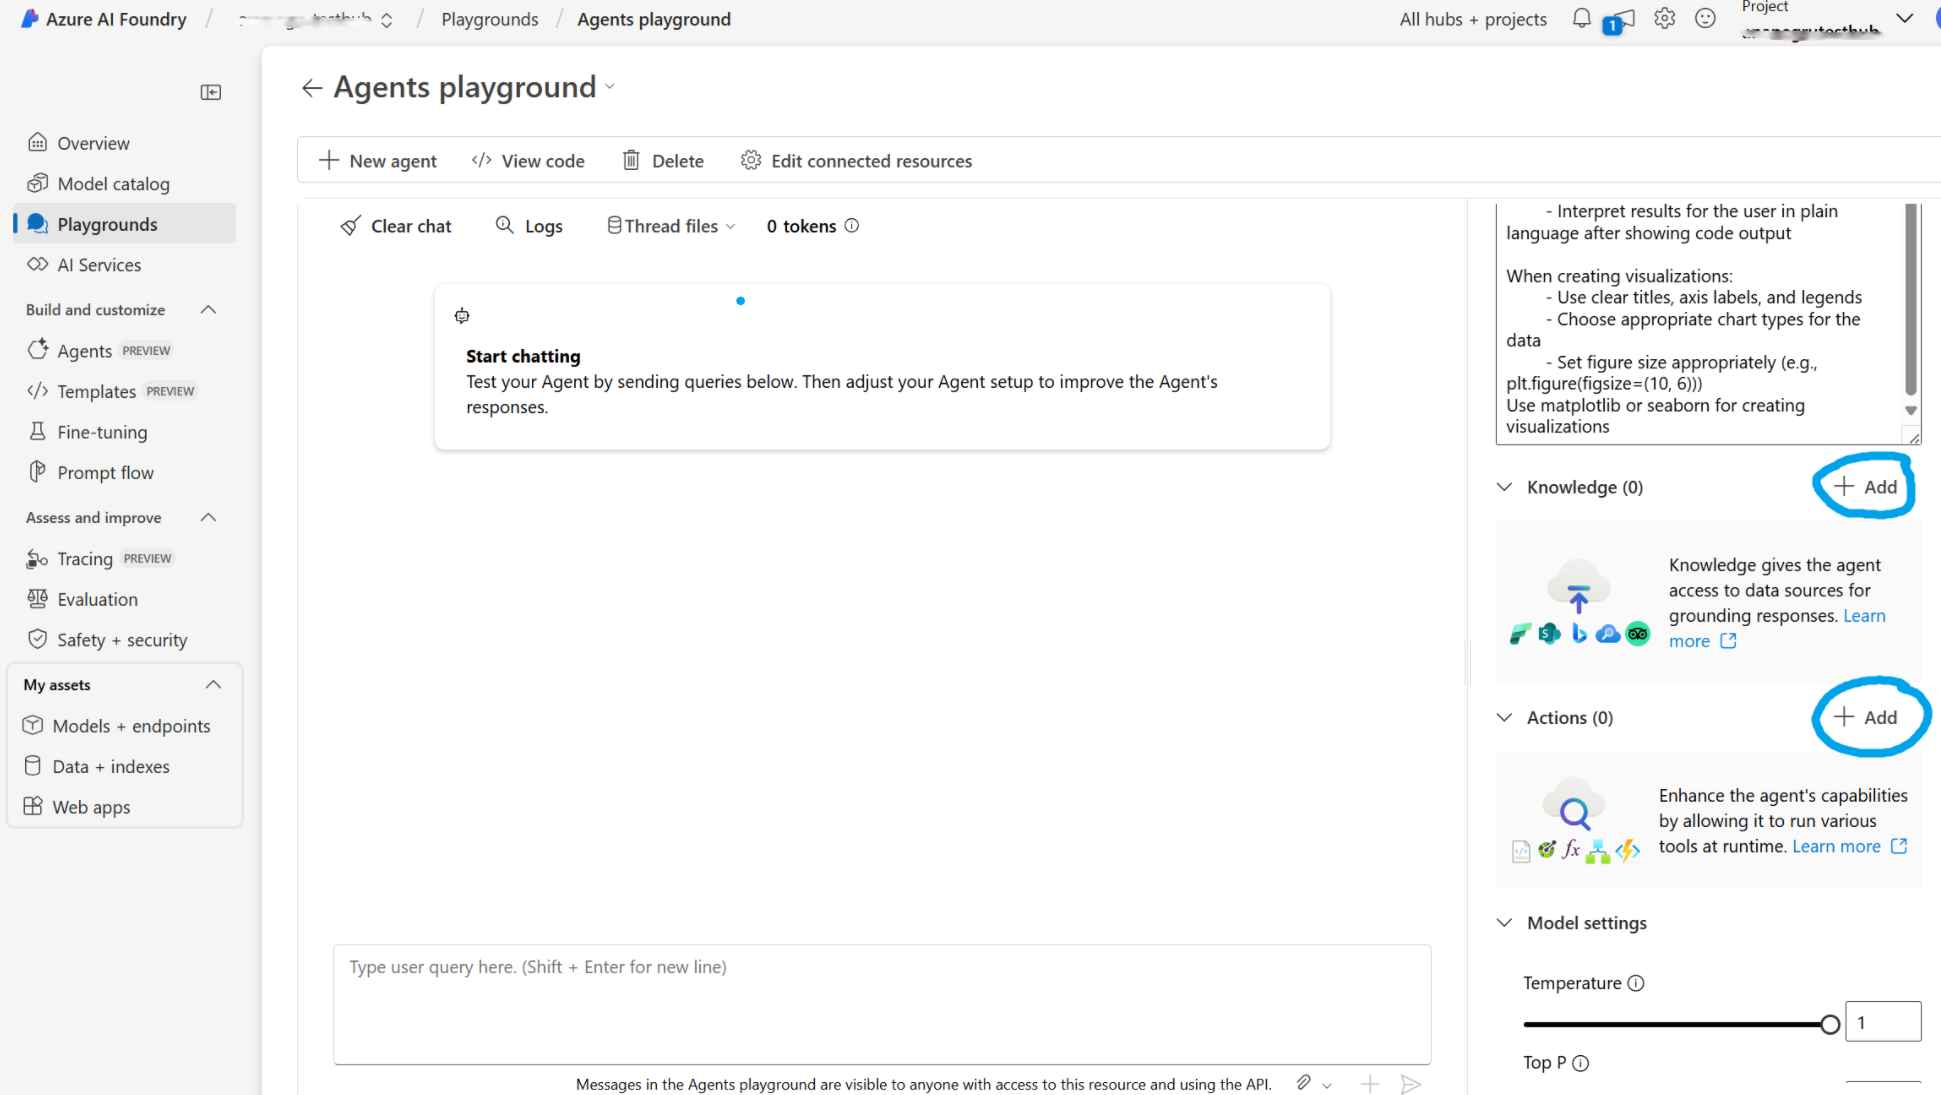 Azure AI Foundry / / Playgrounds / Agents playground
All hubs + projects
1
Project
Agents playground
New agent
View code
Delete
Edit connected resources
Overview
Model catalog
Playgrounds
AI Services
Build and customize
Agents PREVIEW
Templates PREVIEW
Fine-tuning
Prompt flow
Assess and improve
Tracing PREVIEW
Evaluation
Safety + security
My assets
Models + endpoints
Data + indexes
Web apps
Clear chat
Logs
Thread files
0 tokens
Start chatting
Test your Agent by sending queries below. Then adjust your Agent setup to improve the Agent's
responses.
Type user query here. (Shift + Enter for new line)
Messages in the Agents playground are visible to anyone with access to this resource and using the API.
- Interpret results for the user in plain
language after showing code output
When creating visualizations:
- Use clear titles, axis labels, and legends
- Choose appropriate chart types for the
data
- Set figure size appropriately (e.g.,
plt.figure(figsize=(10, 6)))
Use matplotlib or seaborn for creating
visualizations
Knowledge (0)
+ Add
Knowledge gives the agent
access to data sources for
grounding responses. Learn
more
Actions (0)
+ Add
Enhance the agent's capabilities
by allowing it to run various
tools at runtime. Learn more
Model settings
Temperature
1
Top P